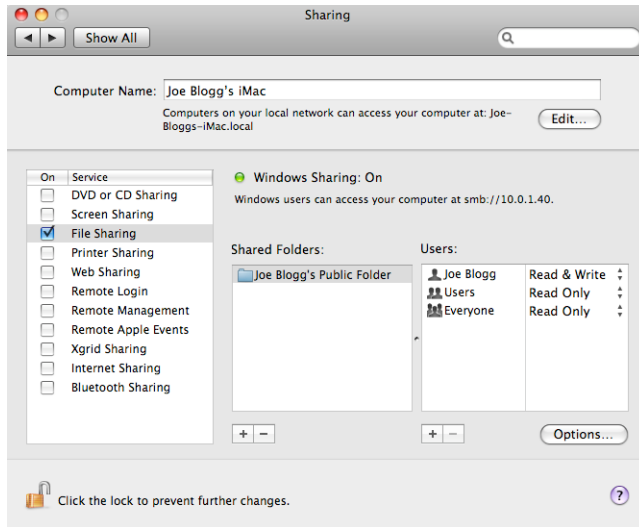 Sharing
Show All
Computer Name: Joe Blogg's iMac
Computers on your local network can access your computer at: Joe-
Bloggs-iMac.local
Edit...
On Service
DVD or CD Sharing
Screen Sharing
File Sharing
Printer Sharing
Web Sharing
Remote Login
Remote Management
Remote Apple Events
Xgrid Sharing
Internet Sharing
Bluetooth Sharing
Windows Sharing: On
Windows users can access your computer at smb://10.0.1.40.
Shared Folders:
Joe Blogg's Public Folder
+ −
Users:
Joe Blogg Read & Write
Users Read Only
Everyone Read Only
+ −
Options...
Click the lock to prevent further changes.
?